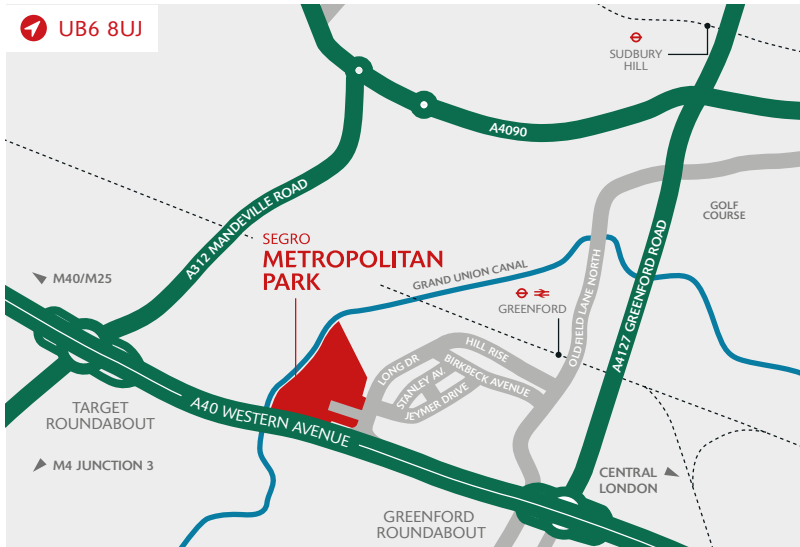 UB6 8UJ
SUDBURY
HILL
A4090
A312 MANDEVILLE ROAD
GOLF
COURSE
SEGRO
METROPOLITAN
PARK
M40/M25
GRAND UNION CANAL
GREENFORD
OLDFIELD LANE NORTH
A4127 GREENFORD ROAD
HILL RISE
LONG DR
BIRKBECK AVENUE
STANLEY AV.
JEYMER DRIVE
TARGET
ROUNDABOUT
A40 WESTERN AVENUE
M4 JUNCTION 3
CENTRAL
LONDON
GREENFORD
ROUNDABOUT